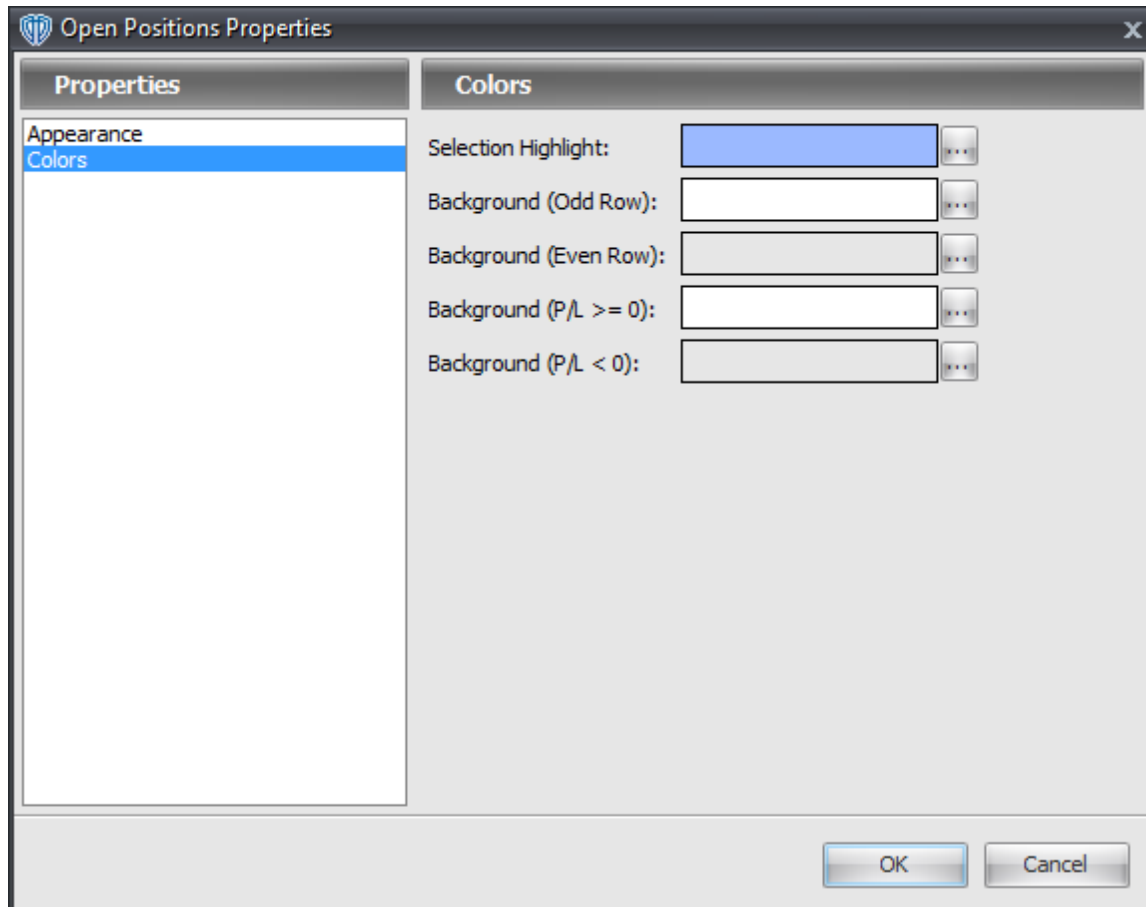 Open Positions Properties
x
Properties
Colors
Appearance
Colors
Selection Highlight:
...
Background (Odd Row):
...
Background (Even Row):
...
Background (P/L >= 0):
...
Background (P/L < 0):
...
OK
Cancel